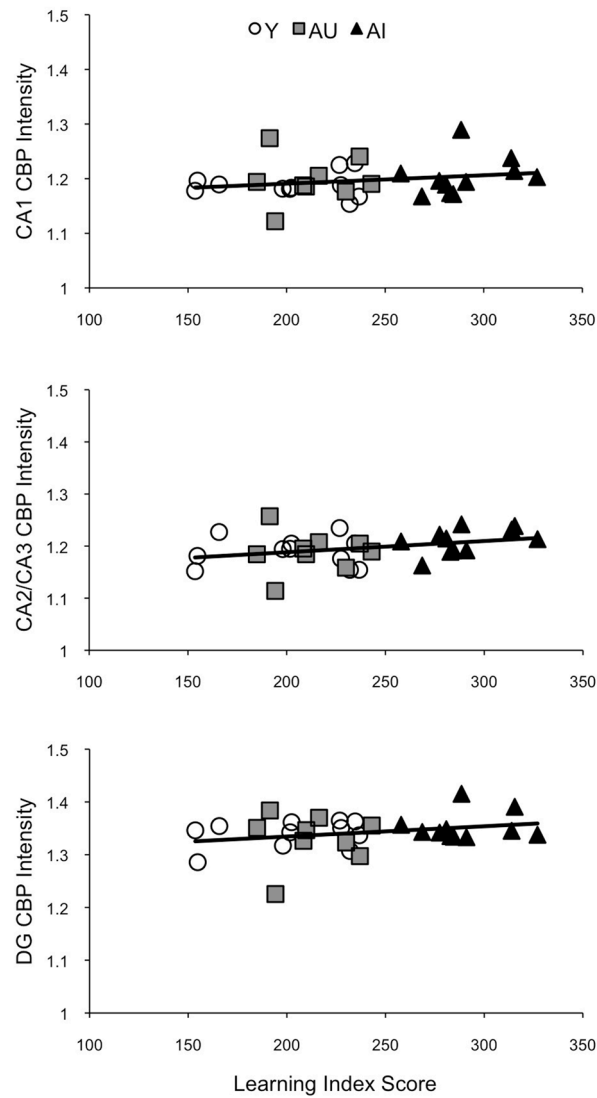 1.5
Y AU AI
1.4
1.3
1.2
1.1
1
CA1 CBP Intensity
100 150 200 250 300 350
1.5
1.4
1.3
1.2
1.1
1
CA2/CA3 CBP Intensity
100 150 200 250 300 350
1.5
1.4
1.3
1.2
1.1
1
DG CBP Intensity
100 150 200 250 300 350
Learning Index Score